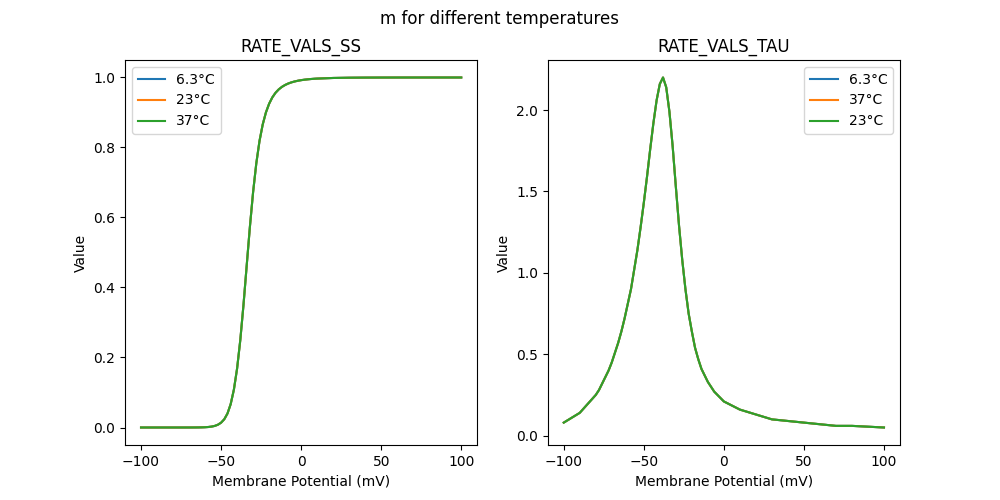 m for different temperatures
RATE_VALS_SS
6.3°C
23°C
37°C
1.0
0.8
0.6
0.4
0.2
0.0
Value
−100
−50
0
50
100
Membrane Potential (mV)
RATE_VALS_TAU
6.3°C
37°C
23°C
2.0
1.5
1.0
0.5
0.0
Value
−100
−50
0
50
100
Membrane Potential (mV)